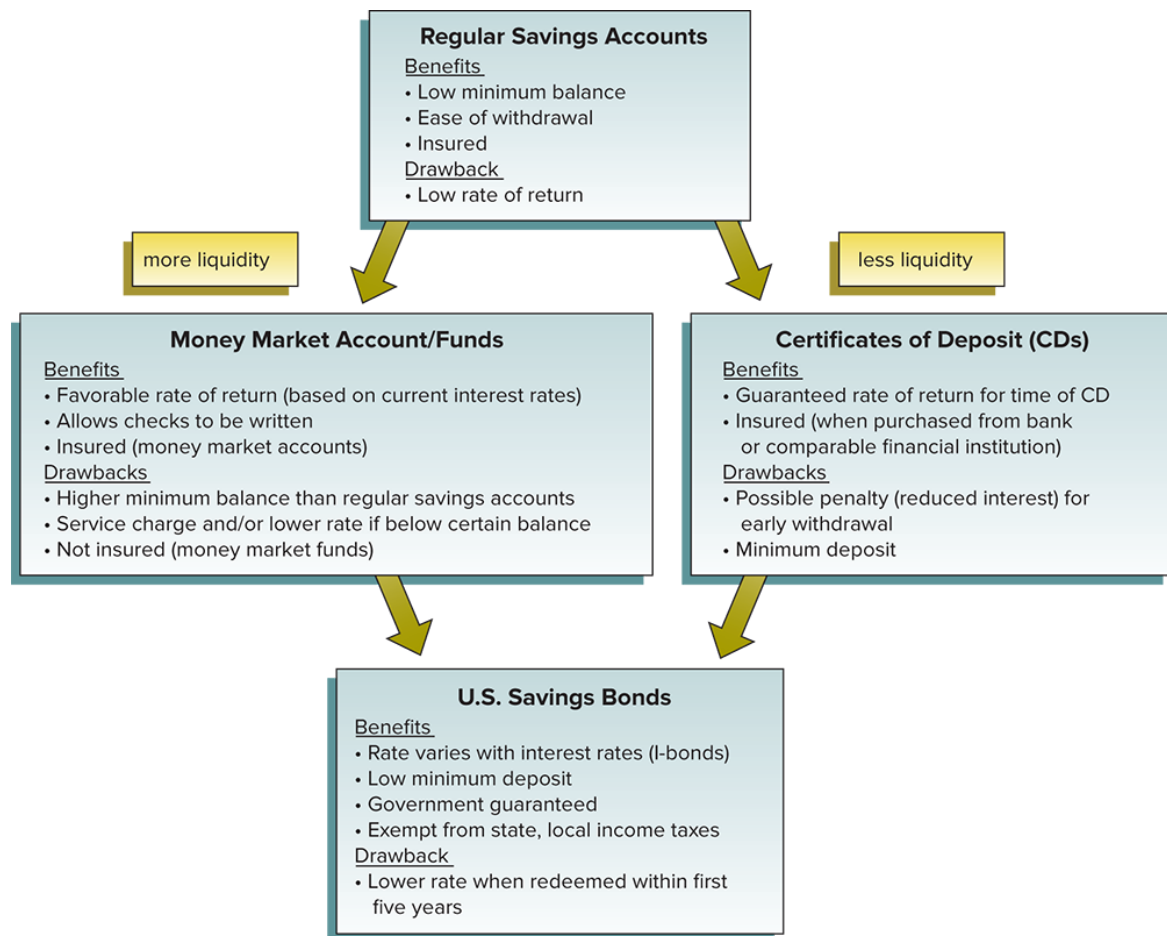 Regular Savings Accounts
Benefits
• Low minimum balance
• Ease of withdrawal
• Insured
Drawback
• Low rate of return
more liquidity
less liquidity
Money Market Account/Funds
Benefits
• Favorable rate of return (based on current interest rates)
• Allows checks to be written
• Insured (money market accounts)
Drawbacks
• Higher minimum balance than regular savings accounts
• Service charge and/or lower rate if below certain balance
• Not insured (money market funds)
Certificates of Deposit (CDs)
Benefits
• Guaranteed rate of return for time of CD
• Insured (when purchased from bank
or comparable financial institution)
Drawbacks
• Possible penalty (reduced interest) for
early withdrawal
• Minimum deposit
U.S. Savings Bonds
Benefits
• Rate varies with interest rates (I-bonds)
• Low minimum deposit
• Government guaranteed
• Exempt from state, local income taxes
Drawback
• Lower rate when redeemed within first
five years